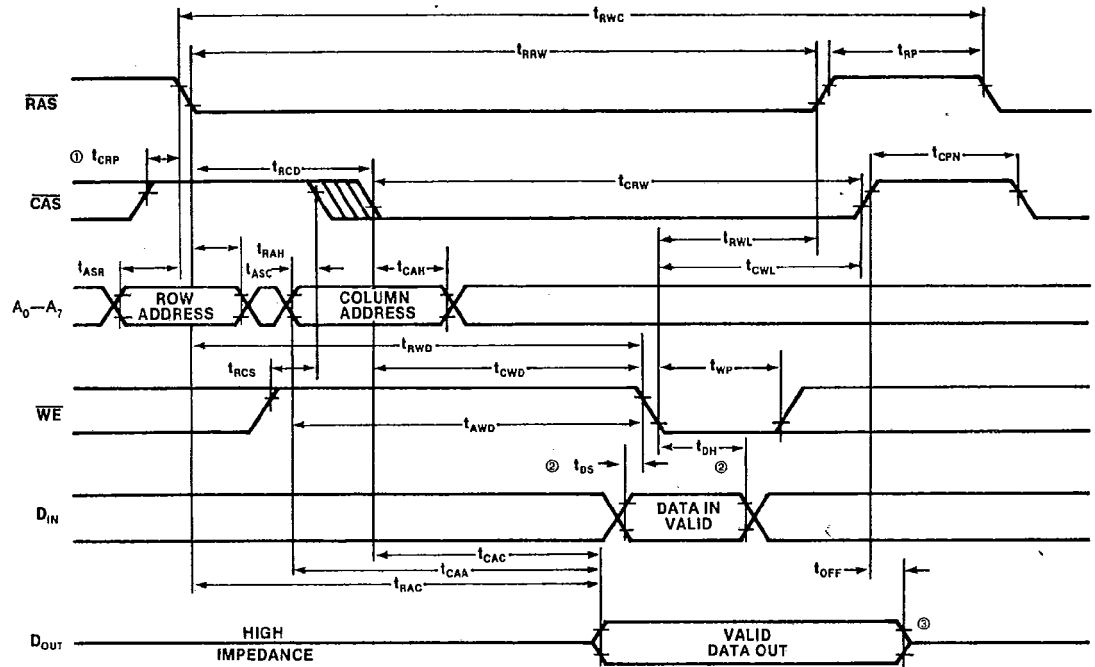 tRWC
tRRW
tRP
RAS
① tCRP
tRCD
tCPN
CAS
tCRW
tRAH
tRWL
tASR
tASC
tCAH
tCWL
A0—A7
ROW ADDRESS
COLUMN ADDRESS
tRWD
tRCS
tCWD
tWP
WE
tAWD
tDH
② tDS ②
DIN
DATA IN VALID
tCAC
tCAA
tOFF
tRAC
③
DOUT
HIGH IMPEDANCE
VALID DATA OUT